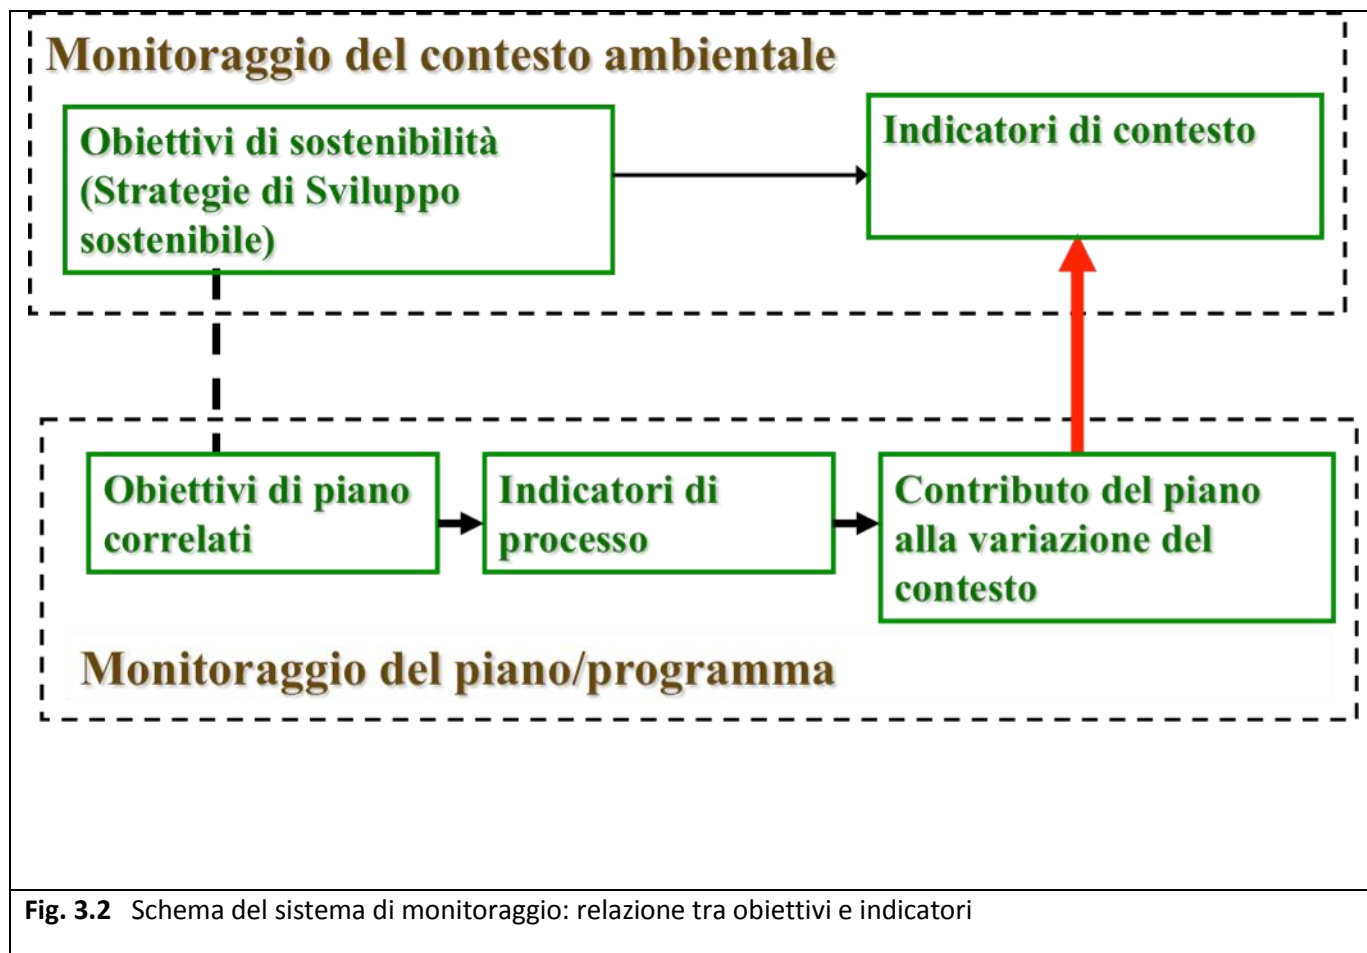 Monitoraggio del contesto ambientale
Obiettivi di sostenibilità
(Strategie di Sviluppo
sostenibile)
Indicatori di contesto
Obiettivi di piano
correlati
Indicatori di
processo
Contributo del piano
alla variazione del
contesto
Monitoraggio del piano/programma
Fig. 3.2 Schema del sistema di monitoraggio: relazione tra obiettivi e indicatori